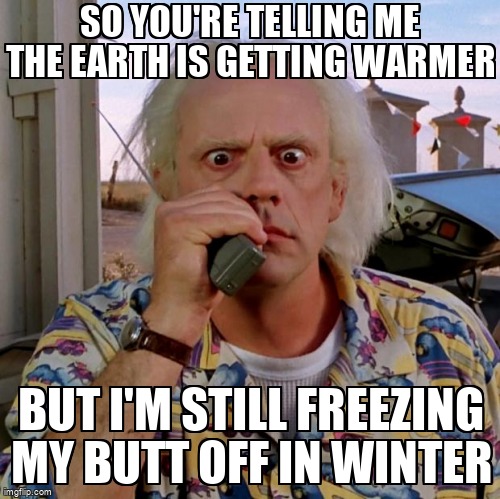 SO YOU'RE TELLING ME
THE EARTH IS GETTING WARMER
BUT I'M STILL FREEZING
MY BUTT OFF IN WINTER
imgflip.com